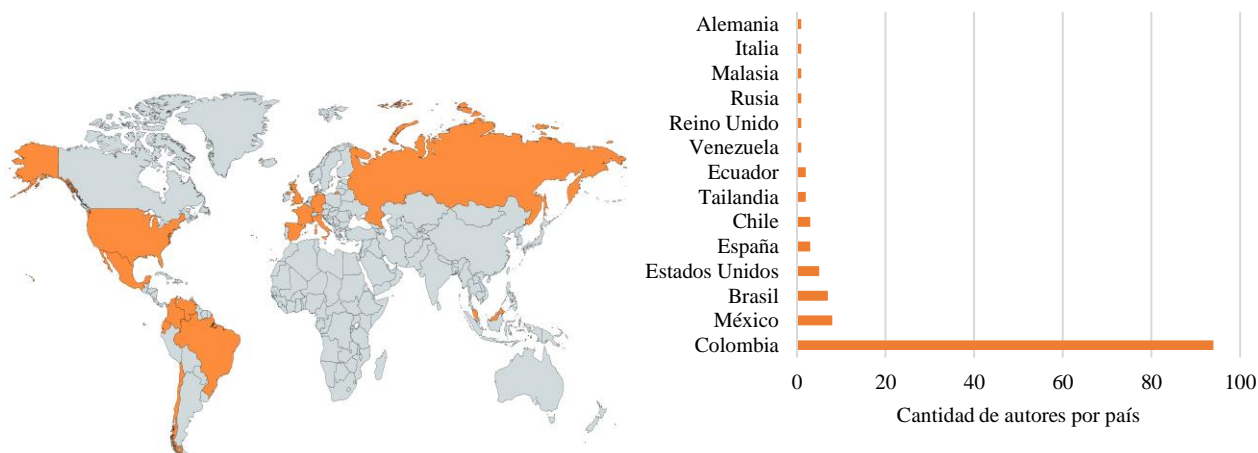 Alemania
Italia
Malasia
Rusia
Reino Unido
Venezuela
Ecuador
Tailandia
Chile
España
Estados Unidos
Brasil
México
Colombia
0 20 40 60 80 100
Cantidad de autores por país